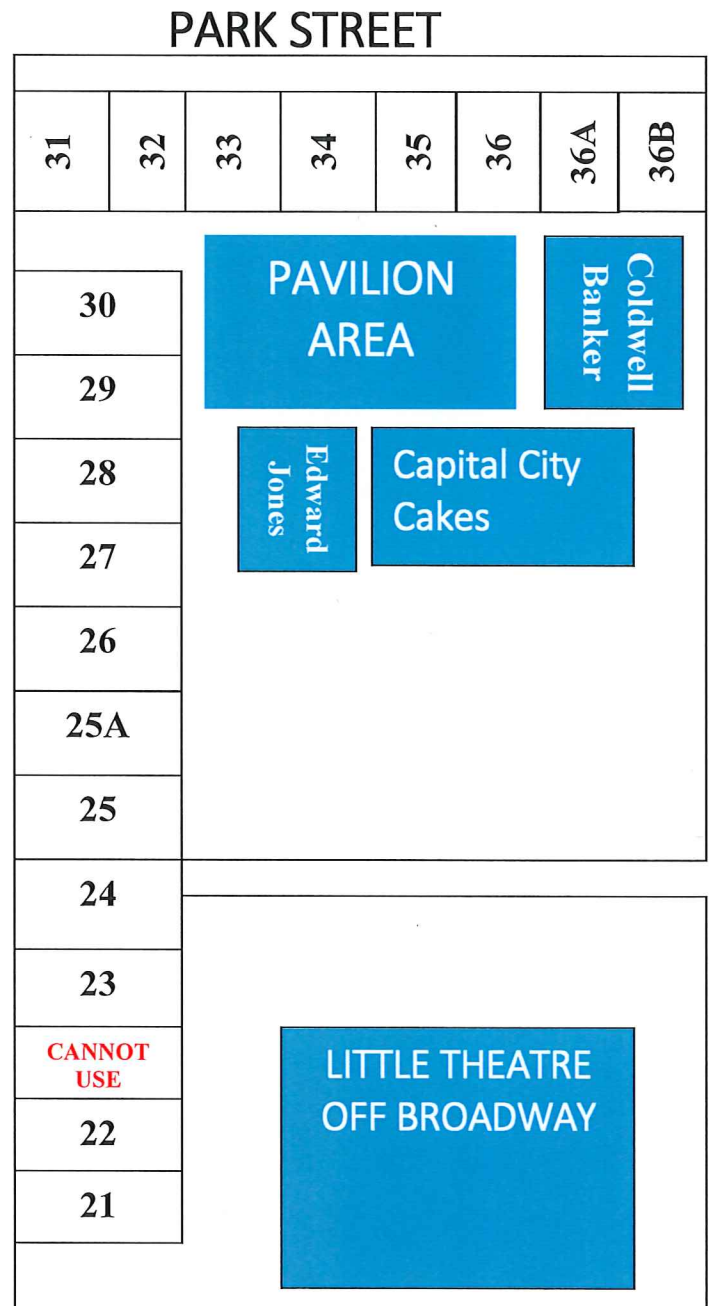 PARK STREET
31
32
33
34
35
36
36A
36B
PAVILION
AREA
Coldwell
Banker
30
29
28
27
26
25A
25
24
23
CANNOT
USE
22
21
Edward
Jones
Capital City
Cakes
LITTLE THEATRE
OFF BROADWAY